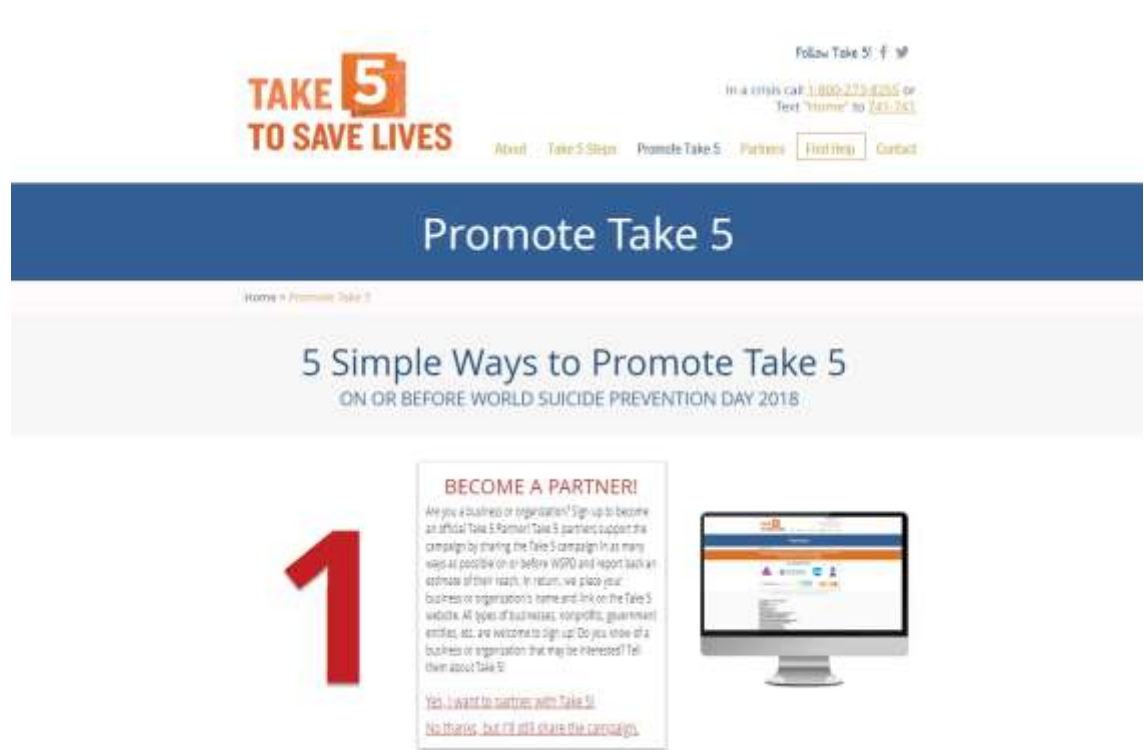 Follow Take 5!
TAKE 5
TO SAVE LIVES
In a crisis call 1-800-273-8255 or
Text "Home" to 741-741
About Take 5 Steps Promote Take 5 Partners Find Help Contact
Promote Take 5
Home > Promote Take 5
5 Simple Ways to Promote Take 5
ON OR BEFORE WORLD SUICIDE PREVENTION DAY 2018
1
BECOME A PARTNER!
Are you a business or organization? Sign up to become
an official Take 5 Partner! Take 5 partners support the
campaign by sharing the Take 5 campaign in as many
ways as possible on or before WSPD and report back an
estimate of their reach. In return, we place your
business or organization's name and link on the Take 5
website. All types of businesses, nonprofits, government
entities, etc. are welcome to sign up! Do you know of a
business or organization that may be interested? Tell
them about Take 5!
Yes, I want to partner with Take 5!
No thanks, but I'll still share the campaign.